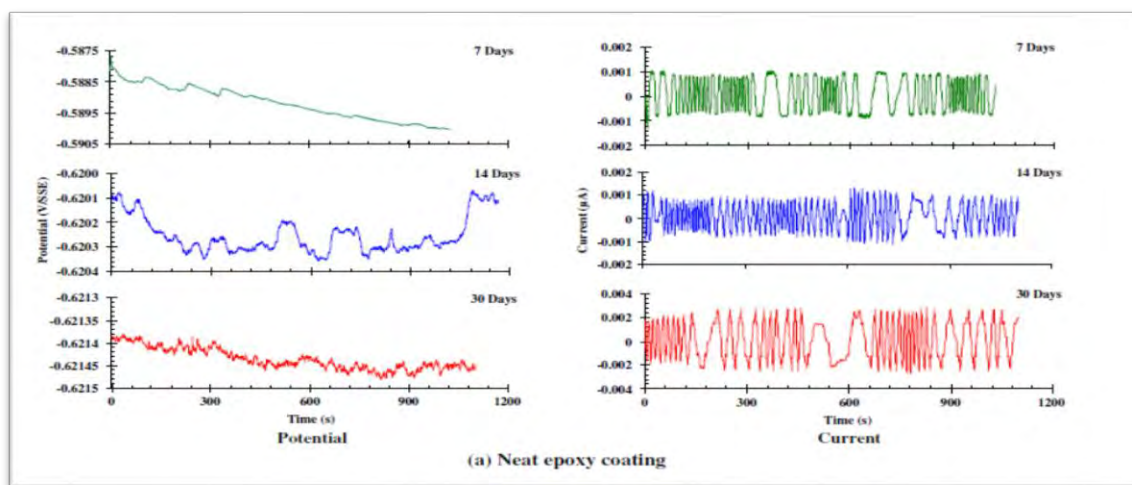 7 Days
-0.5875
-0.5885
-0.5895
-0.5905
14 Days
-0.6200
-0.6201
-0.6202
-0.6203
-0.6204
Potential (V/SSE)
30 Days
-0.6213
-0.62135
-0.6214
-0.62145
-0.6215
0 300 600 900 1200
Time (s)
Potential
7 Days
0.002
0.001
0
-0.001
-0.002
14 Days
0.002
0.001
0
-0.001
-0.002
Current (μA)
30 Days
0.004
0.002
0
-0.002
-0.004
0 300 600 900 1200
Time (s)
Current
(a) Neat epoxy coating